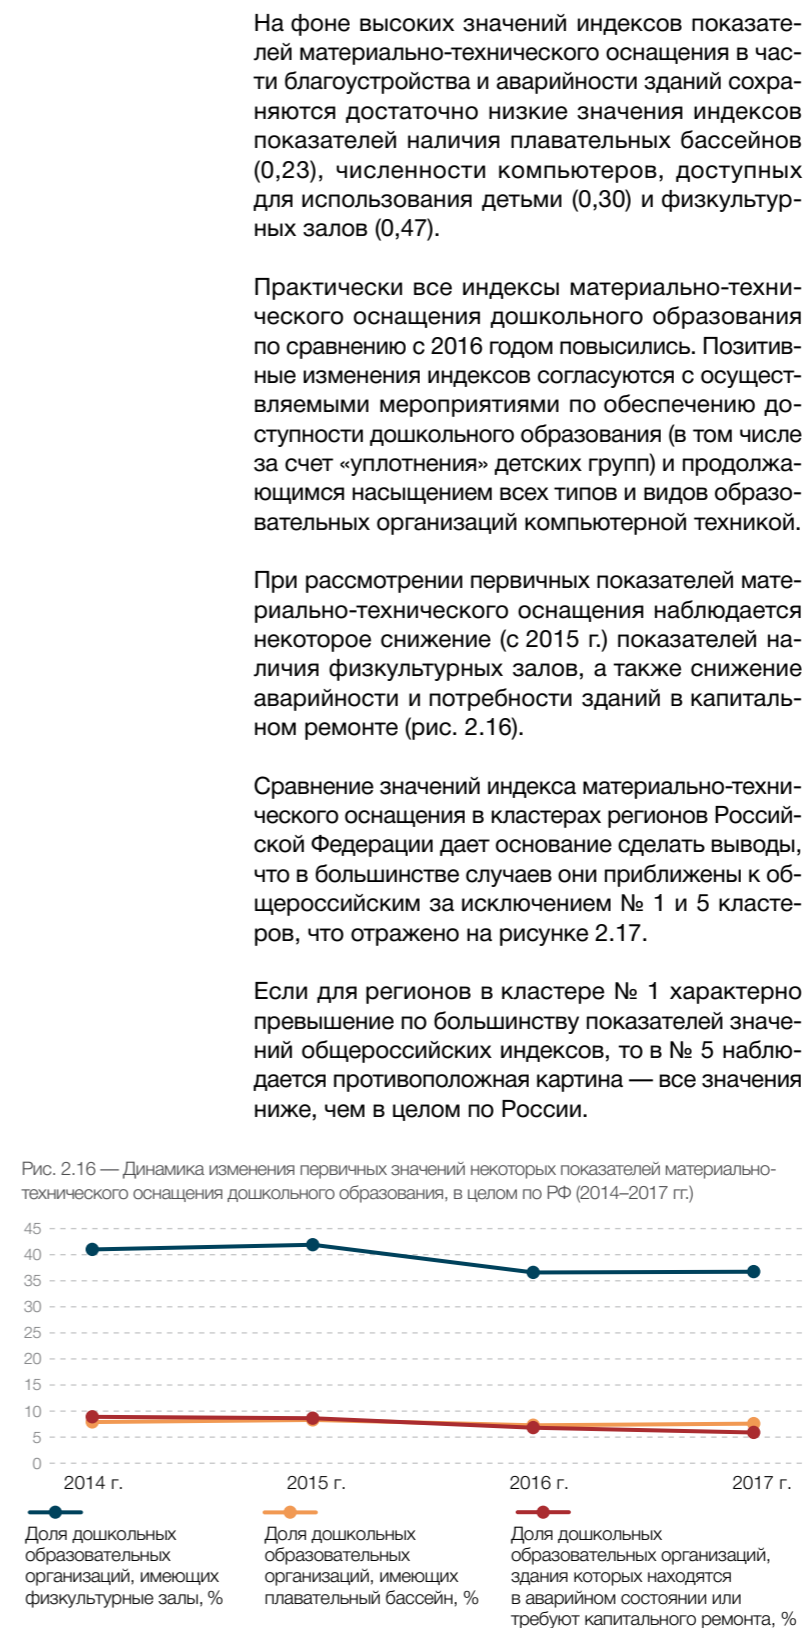 На фоне высоких значений индексов показате-
лей материально-технического оснащения в час-
ти благоустройства и аварийности зданий сохра-
няются достаточно низкие значения индексов
показателей наличия плавательных бассейнов
(0,23), численности компьютеров, доступных
для использования детьми (0,30) и физкультур-
ных залов (0,47).
Практически все индексы материально-техни-
ческого оснащения дошкольного образования
по сравнению с 2016 годом повысились. Позитив-
ные изменения индексов согласуются с осущест-
вляемыми мероприятиями по обеспечению до-
ступности дошкольного образования (в том числе
за счет «уплотнения» детских групп) и продолжа-
ющимся насыщением всех типов и видов образо-
вательных организаций компьютерной техникой.
При рассмотрении первичных показателей мате-
риально-технического оснащения наблюдается
некоторое снижение (с 2015 г.) показателей на-
личия физкультурных залов, а также снижение
аварийности и потребности зданий в капиталь-
ном ремонте (рис. 2.16).
Сравнение значений индекса материально-техни-
ческого оснащения в кластерах регионов Россий-
ской Федерации дает основание сделать выводы,
что в большинстве случаев они приближены к об-
щероссийским за исключением № 1 и 5 класте-
ров, что отражено на рисунке 2.17.
Если для регионов в кластере № 1 характерно
превышение по большинству показателей значе-
ний общероссийских индексов, то в № 5 наблю-
дается противоположная картина — все значения
ниже, чем в целом по России.
Рис. 2.16 — Динамика изменения первичных значений некоторых показателей материально-
технического оснащения дошкольного образования, в целом по РФ (2014–2017 гг.)
45
40
35
30
25
20
15
10
5
0
2014 г. 2015 г. 2016 г. 2017 г.
Доля дошкольных
образовательных
организаций, имеющих
физкультурные залы, %
Доля дошкольных
образовательных
организаций, имеющих
плавательный бассейн, %
Доля дошкольных
образовательных организаций,
здания которых находятся
в аварийном состоянии или
требуют капитального ремонта, %